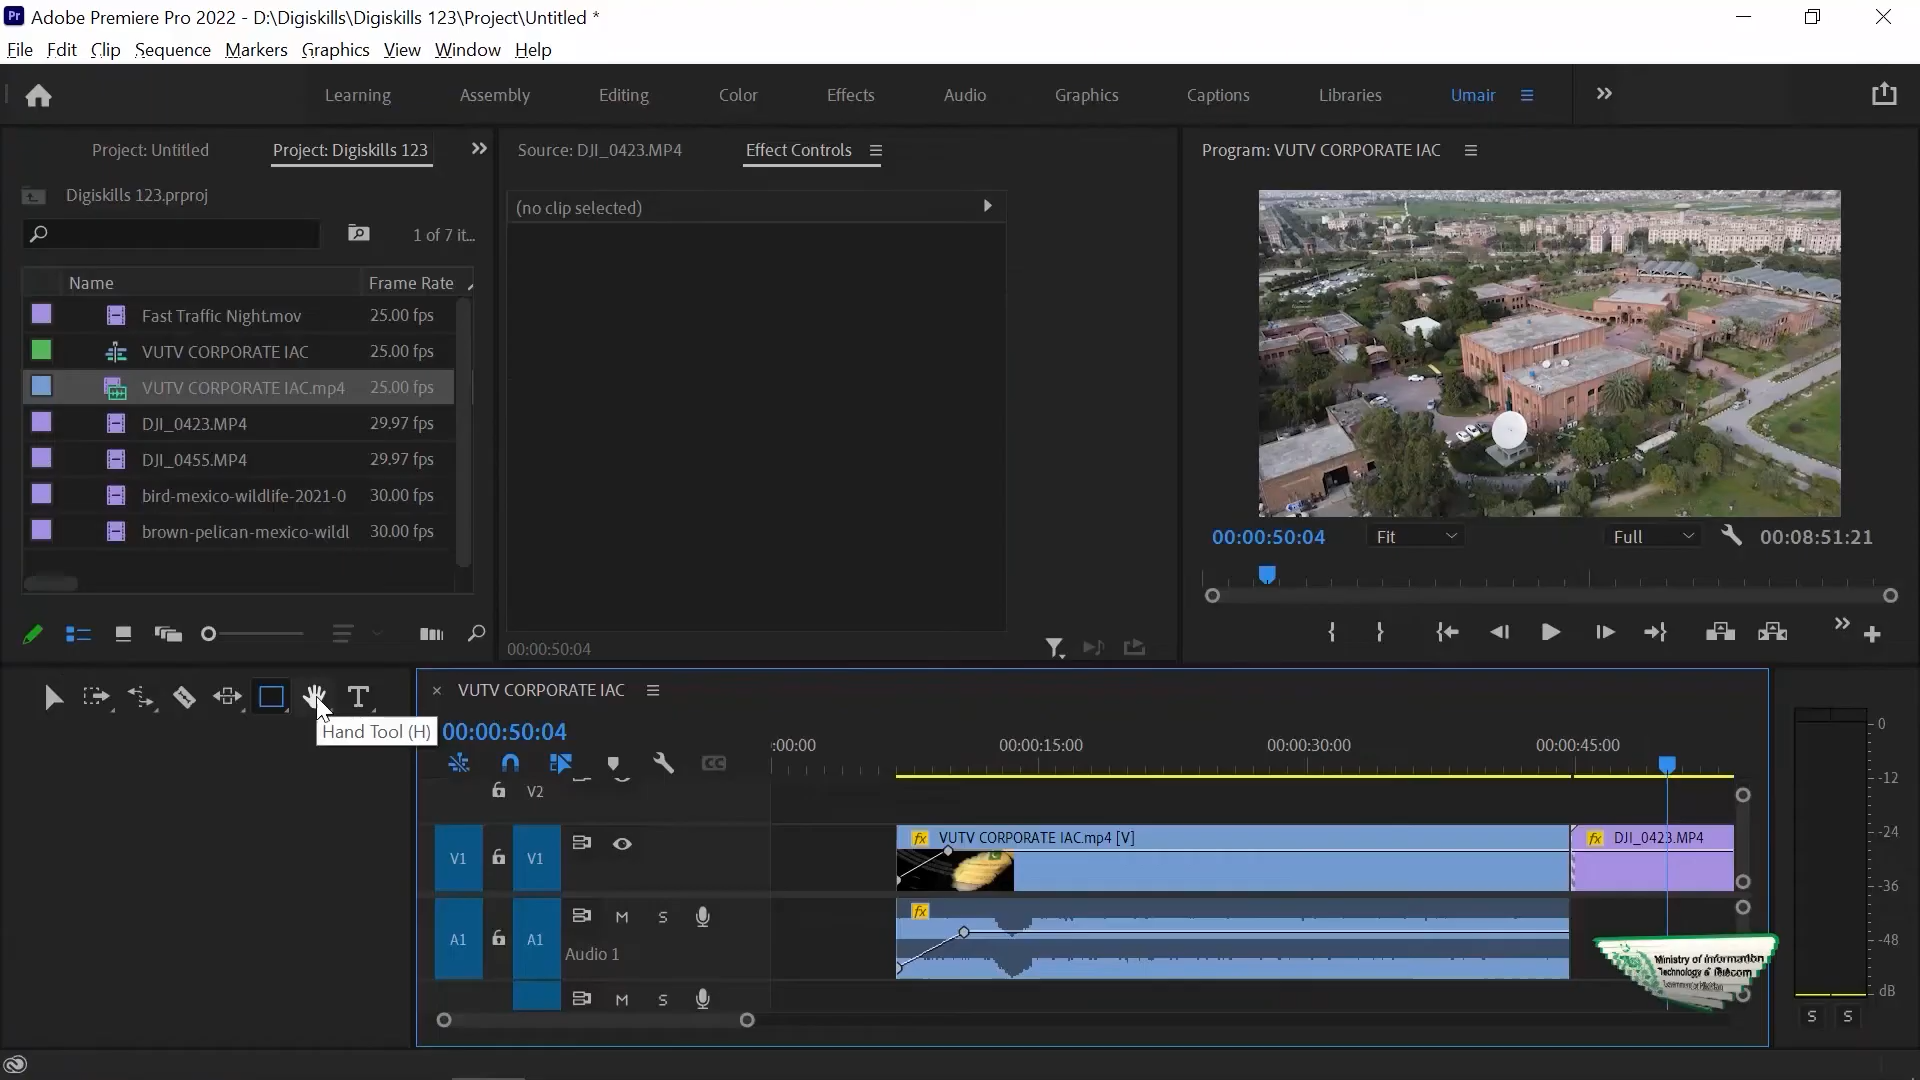 Adobe Premiere Pro 2022 - D:\Digiskills\Digiskills 123\Project\Untitled *
File Edit Clip Sequence Markers Graphics View Window Help
Learning Assembly Editing Color Effects Audio Graphics Captions Libraries Umair
Project: Untitled Project: Digiskills 123
Source: DJI_0423.MP4 Effect Controls
Program: VUTV CORPORATE IAC
Digiskills 123.prproj
1 of 7 it...
(no clip selected)
Name Frame Rate
Fast Traffic Night.mov 25.00 fps
VUTV CORPORATE IAC 25.00 fps
VUTV CORPORATE IAC.mp4 25.00 fps
DJI_0423.MP4 29.97 fps
DJI_0455.MP4 29.97 fps
bird-mexico-wildlife-2021-0 30.00 fps
brown-pelican-mexico-wildl 30.00 fps
00:00:50:04
00:00:50:04 Fit Full 00:08:51:21
Hand Tool (H)
VUTV CORPORATE IAC
00:00:50:04
:00:00 00:00:15:00 00:00:30:00 00:00:45:00
V2
V1 V1
fx VUTV CORPORATE IAC.mp4 [V]
fx DJI_0423.MP4
A1 A1 M S
Audio 1
fx
M S
Ministry of Information
Technology & Telecom
0
-12
-24
-36
-48
dB
S S